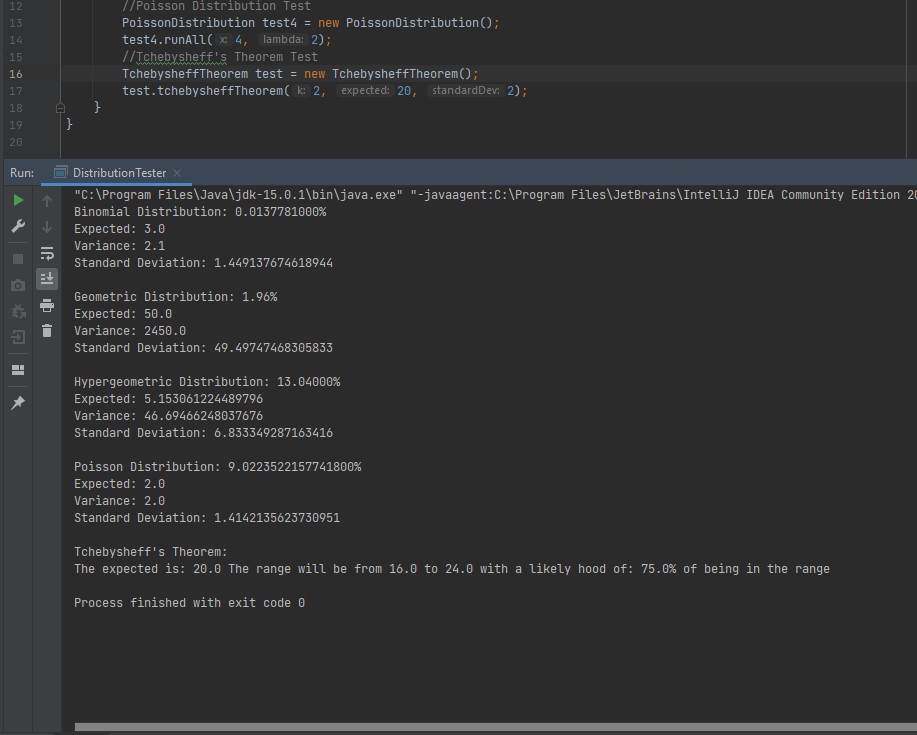 12 //Poisson Distribution Test
13 PoissonDistribution test4 = new PoissonDistribution();
14 test4.runAll( x: 4, lambda: 2);
15 //Tchebysheff's Theorem Test
16 TchebysheffTheorem test = new TchebysheffTheorem();
17 test.tchebysheffTheorem( k: 2, expected: 20, standardDev: 2);
18 }
19 }
20
Run: DistributionTester ×
"C:\Program Files\Java\jdk-15.0.1\bin\java.exe" "-javaagent:C:\Program Files\JetBrains\IntelliJ IDEA Community Edition 20
Binomial Distribution: 0.0137781000%
Expected: 3.0
Variance: 2.1
Standard Deviation: 1.449137674618944
Geometric Distribution: 1.96%
Expected: 50.0
Variance: 2450.0
Standard Deviation: 49.49747468305833
Hypergeometric Distribution: 13.04000%
Expected: 5.153061224489796
Variance: 46.69466248037676
Standard Deviation: 6.833349287163416
Poisson Distribution: 9.0223522157741800%
Expected: 2.0
Variance: 2.0
Standard Deviation: 1.4142135623730951
Tchebysheff's Theorem:
The expected is: 20.0 The range will be from 16.0 to 24.0 with a likely hood of: 75.0% of being in the range
Process finished with exit code 0